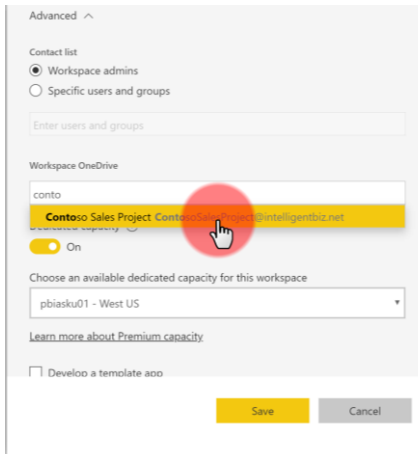 Advanced
Contact list
Workspace admins
Specific users and groups
Enter users and groups
Workspace OneDrive
conto
Contoso Sales Project ContosoSalesProject@intelligentbiz.net
Dedicated capacity
On
Choose an available dedicated capacity for this workspace
pbiasku01 - West US
Learn more about Premium capacity
Develop a template app
Save Cancel